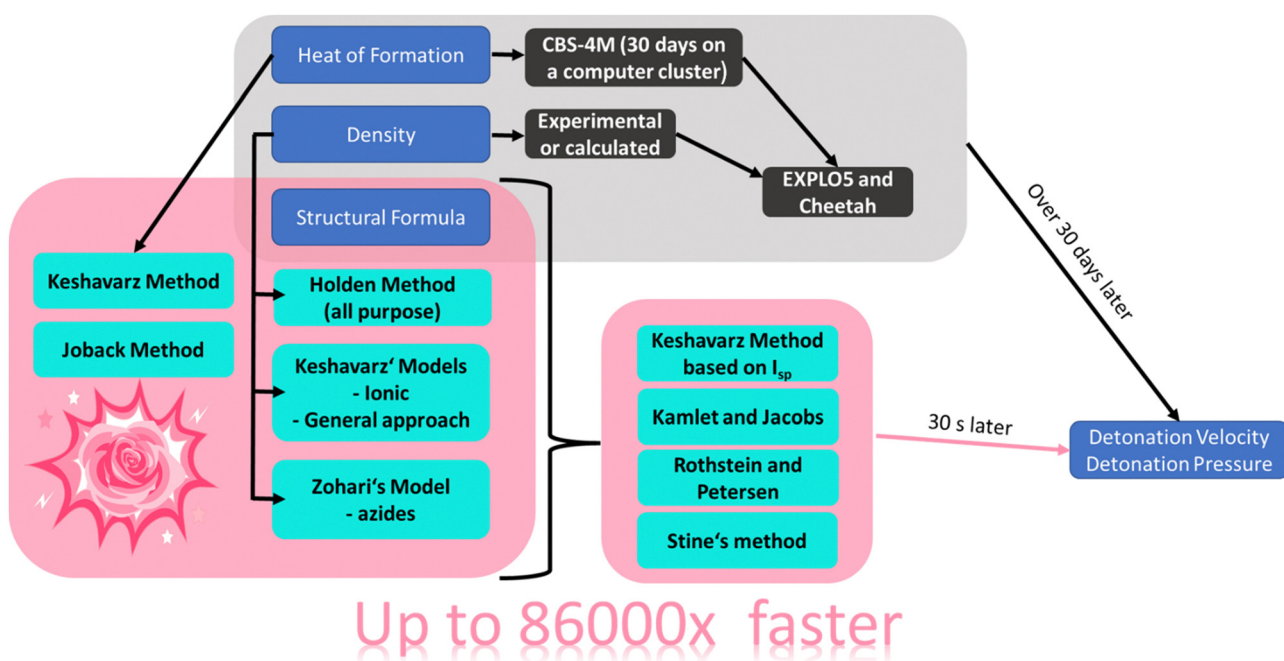 Heat of Formation
CBS-4M (30 days on
a computer cluster)
Density
Experimental
or calculated
EXPLO5 and
Cheetah
Structural Formula
Over 30 days later
Keshavarz Method
Joback Method
Holden Method
(all purpose)
Keshavarz‘ Models
- Ionic
- General approach
Zohari‘s Model
- azides
Keshavarz Method
based on Isp
Kamlet and Jacobs
Rothstein and
Petersen
Stine‘s method
30 s later
Detonation Velocity
Detonation Pressure
Up to 86000x faster